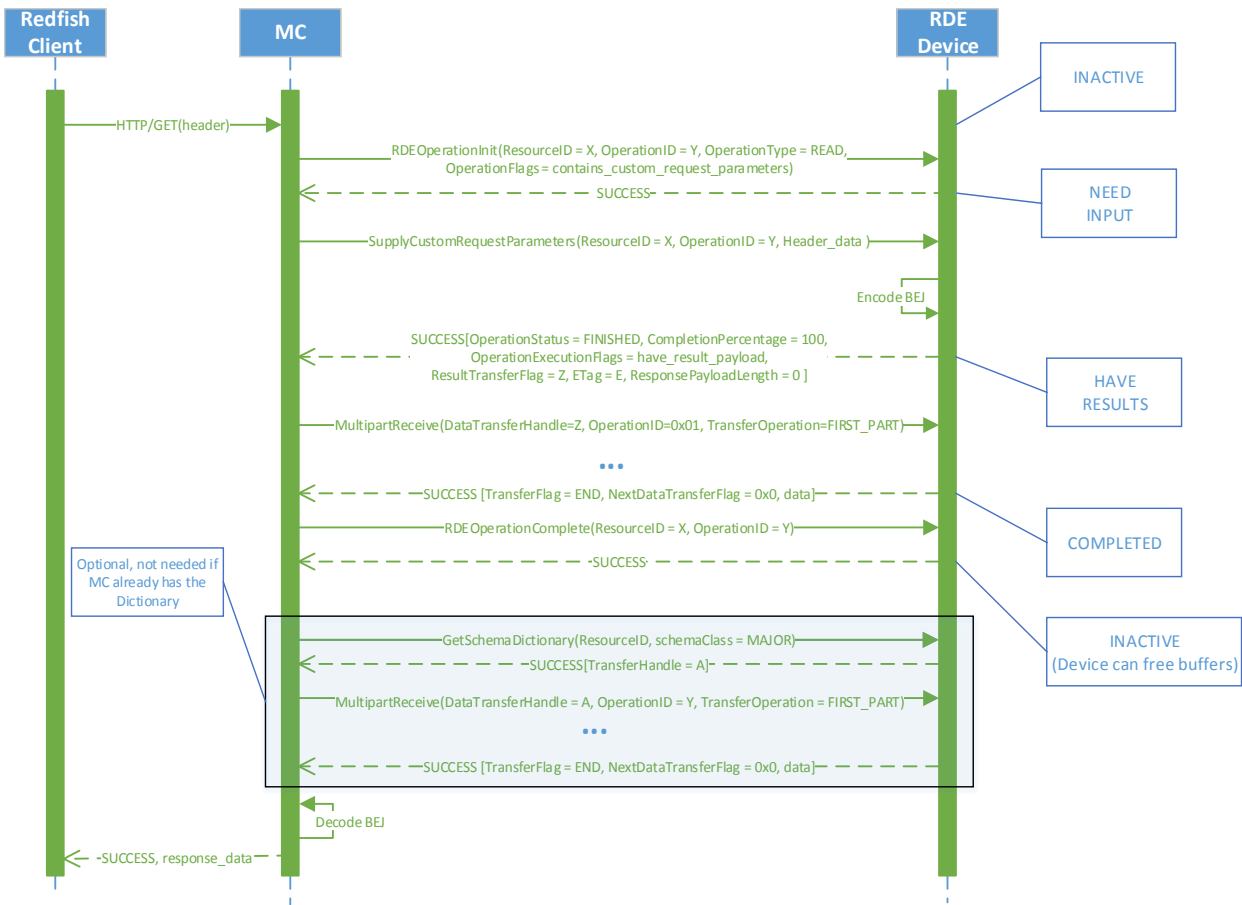 Redfish
Client
MC
RDE
Device
INACTIVE
HTTP/GET(header)
RDEOperationInit(ResourceID = X, OperationID = Y, OperationType = READ,
OperationFlags = contains_custom_request_parameters)
SUCCESS
NEED
INPUT
SupplyCustomRequestParameters(ResourceID = X, OperationID = Y, Header_data )
Encode BEJ
SUCCESS[OperationStatus = FINISHED, CompletionPercentage = 100,
OperationExecutionFlags = have_result_payload,
ResultTransferFlag = Z, ETag = E, ResponsePayloadLength = 0 ]
HAVE
RESULTS
MultipartReceive(DataTransferHandle=Z, OperationID=0x01, TransferOperation=FIRST_PART)
...
SUCCESS [TransferFlag = END, NextDataTransferFlag = 0x0, data]
RDEOperationComplete(ResourceID = X, OperationID = Y)
COMPLETED
SUCCESS
Optional, not needed if
MC already has the
Dictionary
GetSchemaDictionary(ResourceID, schemaClass = MAJOR)
INACTIVE
(Device can free buffers)
SUCCESS[TransferHandle = A]
MultipartReceive(DataTransferHandle = A, OperationID = Y, TransferOperation = FIRST_PART)
...
SUCCESS [TransferFlag = END, NextDataTransferFlag = 0x0, data]
Decode BEJ
SUCCESS, response_data